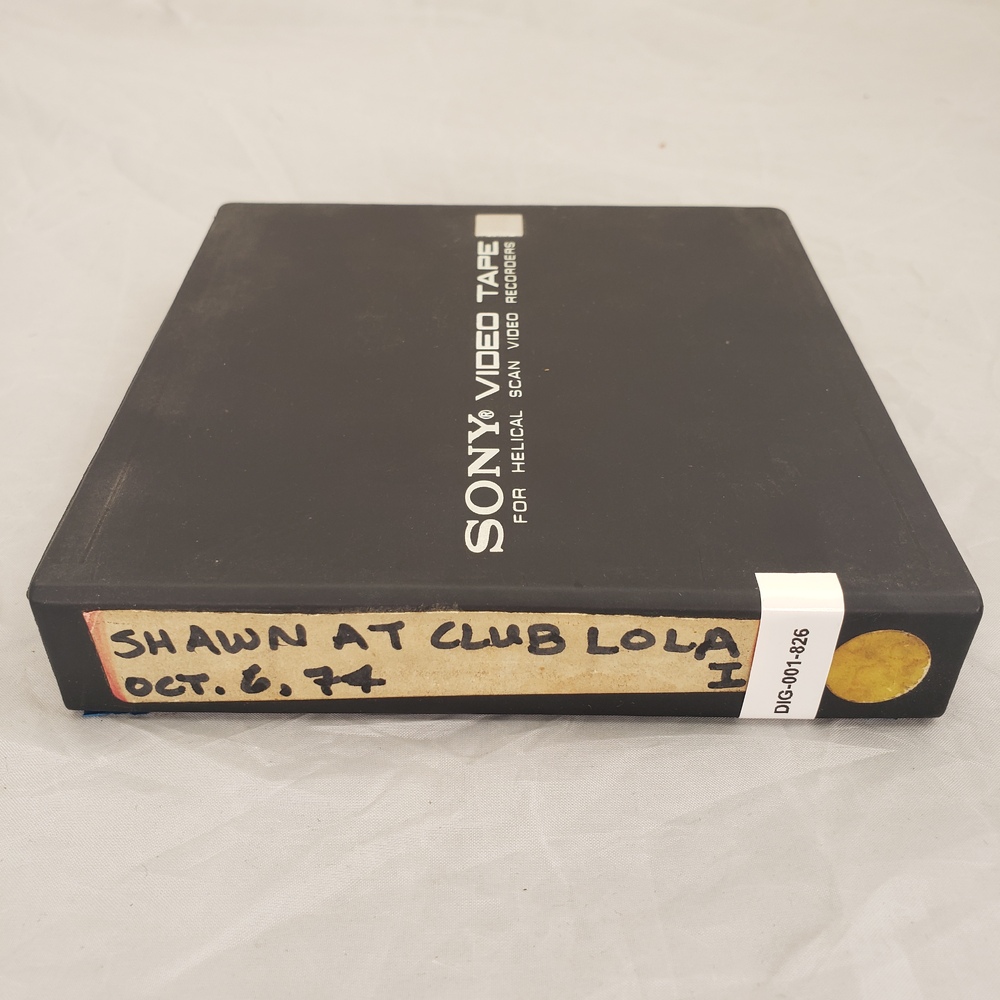 SONY® VIDEO TAPE
FOR HELICAL SCAN VIDEO RECORDERS
SHAWN AT CLUB LOLA
OCT. 6, 74 I
DIG-001-826